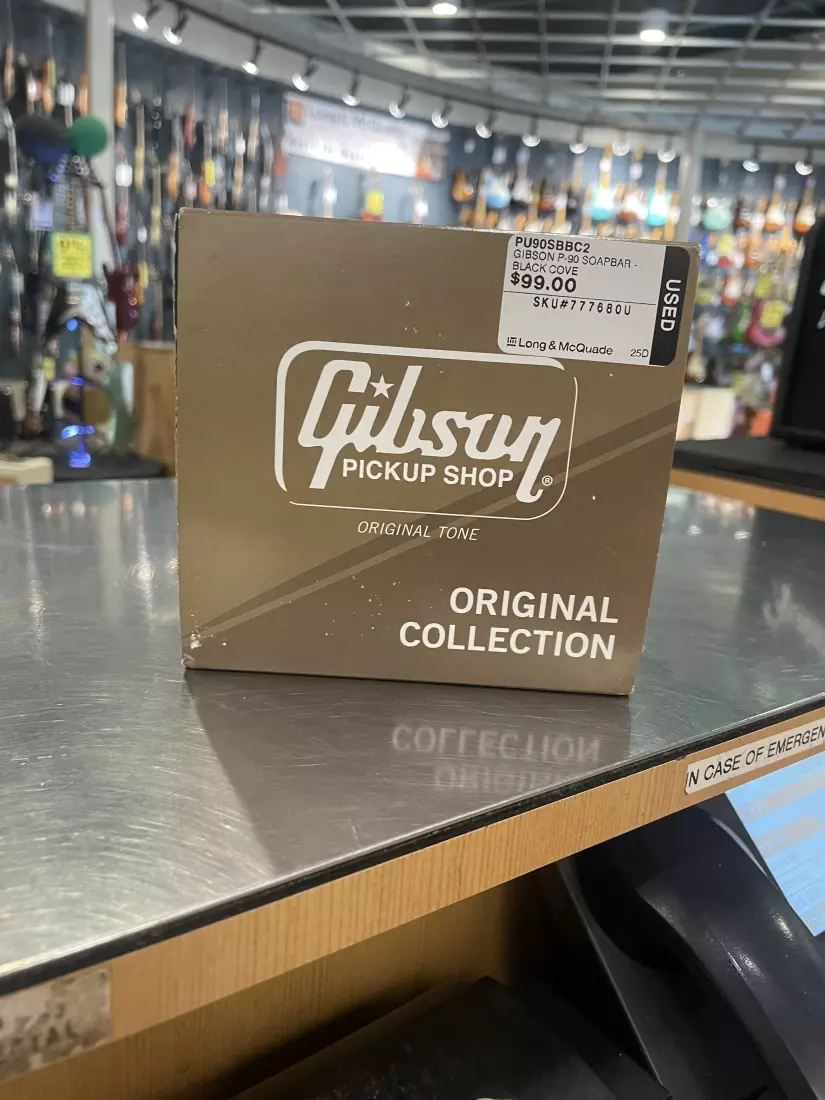 PU90SBBC2
GIBSON P-90 SOAPBAR -
BLACK COVE
$99.00
SKU#777680U
USED
Long & McQuade 25D
Gibson
PICKUP SHOP ®
ORIGINAL TONE
ORIGINAL
COLLECTION
IN CASE OF EMERGEN